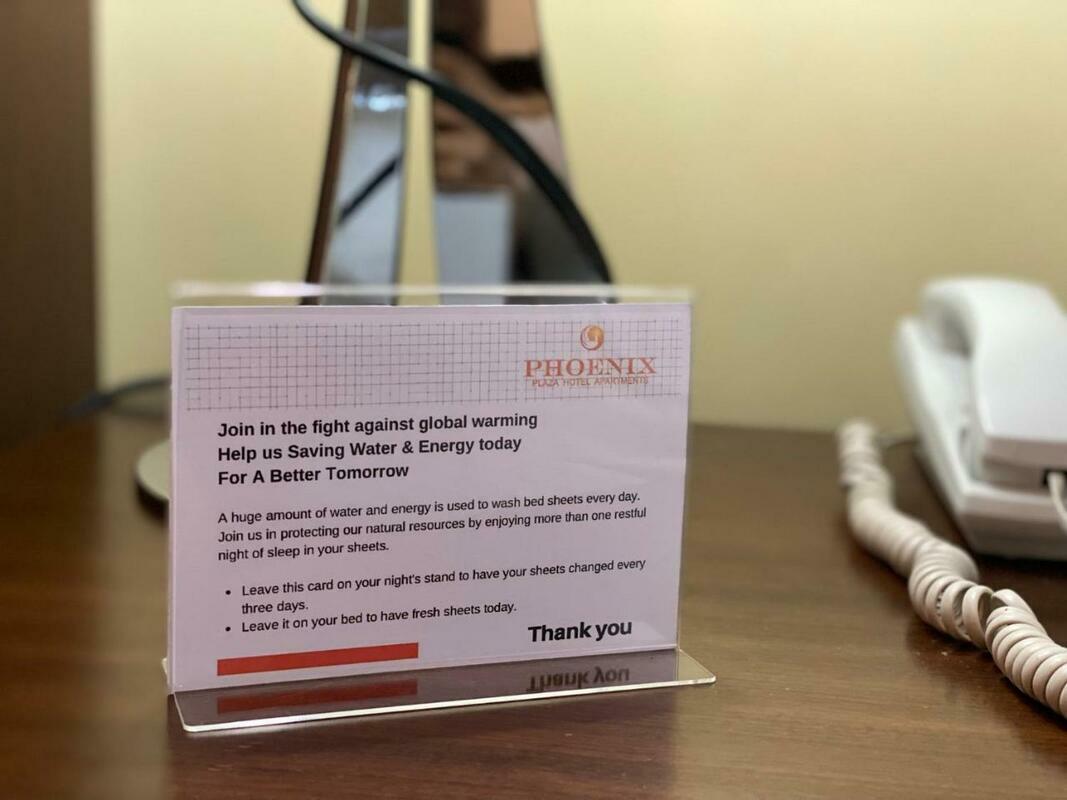 PHOENIX
PLAZA HOTEL APARTMENTS
Join in the fight against global warming
Help us Saving Water & Energy today
For A Better Tomorrow
A huge amount of water and energy is used to wash bed sheets every day.
Join us in protecting our natural resources by enjoying more than one restful
night of sleep in your sheets.
• Leave this card on your night's stand to have your sheets changed every
three days.
• Leave it on your bed to have fresh sheets today.
Thank you